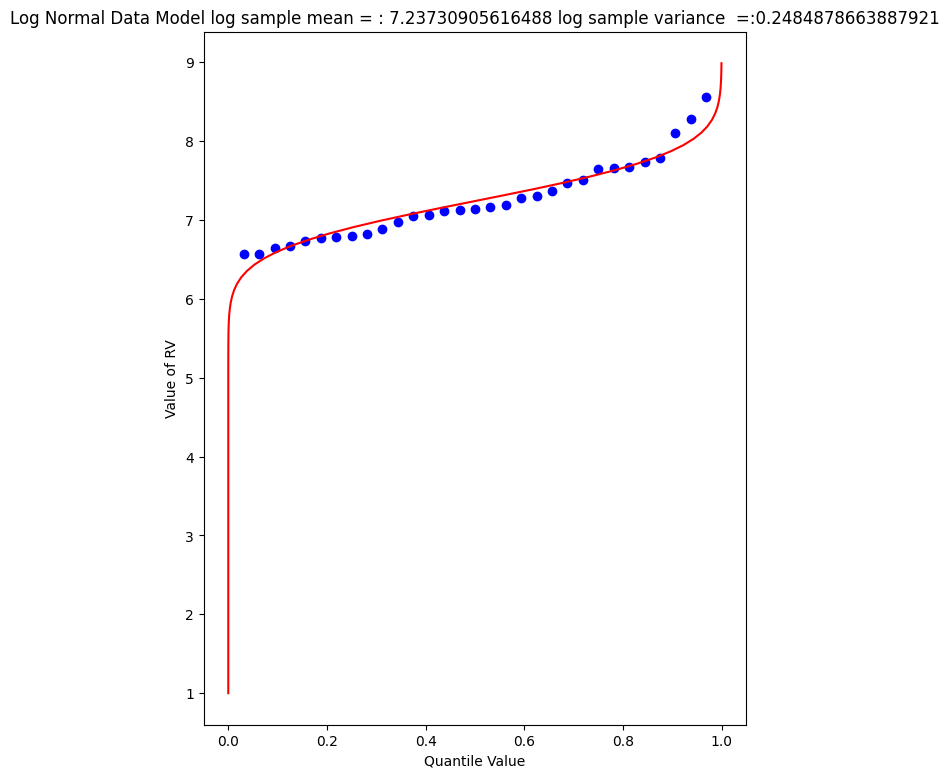 Log Normal Data Model log sample mean = : 7.23730905616488 log sample variance  =:0.2484878663887921
9
8
7
6
5
4
3
2
1
Value of RV
0.0 0.2 0.4 0.6 0.8 1.0
Quantile Value